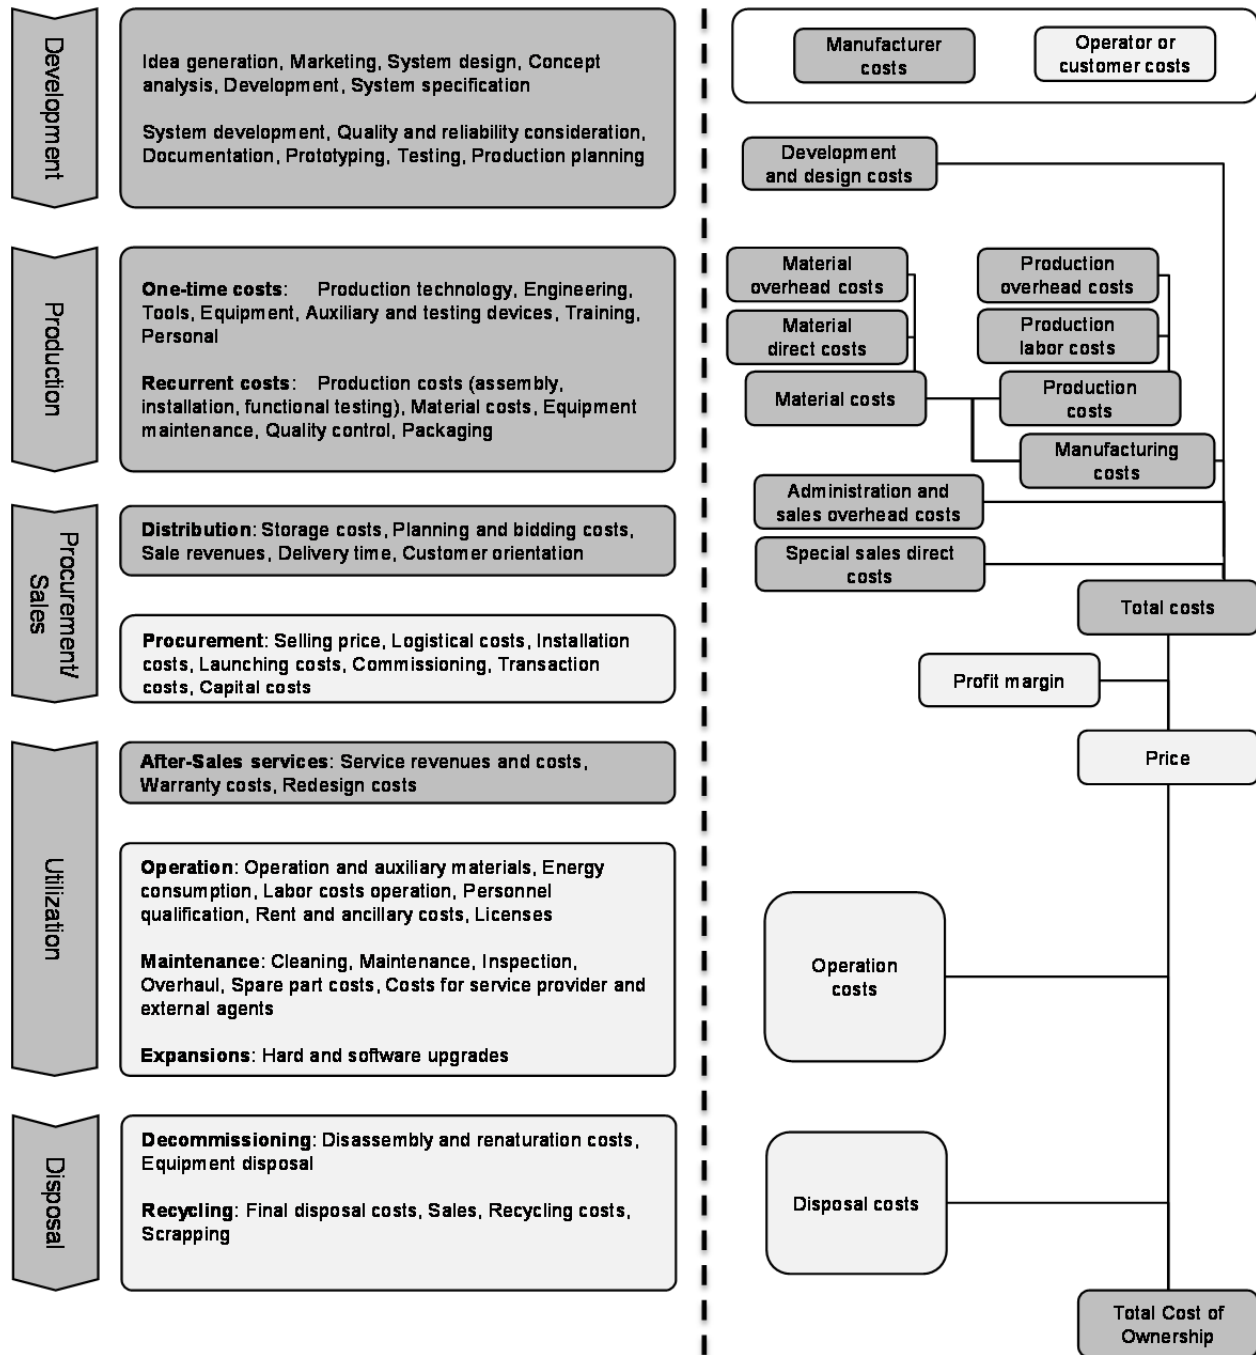 Development
Idea generation, Marketing, System design, Concept
analysis, Development, System specification
System development, Quality and reliability consideration,
Documentation, Prototyping, Testing, Production planning
Production
One-time costs: Production technology, Engineering,
Tools, Equipment, Auxiliary and testing devices, Training,
Personal
Recurrent costs: Production costs (assembly,
installation, functional testing), Material costs, Equipment
maintenance, Quality control, Packaging
Procurement/
Sales
Distribution: Storage costs, Planning and bidding costs,
Sale revenues, Delivery time, Customer orientation
Procurement: Selling price, Logistical costs, Installation
costs, Launching costs, Commissioning, Transaction
costs, Capital costs
Utilization
After-Sales services: Service revenues and costs,
Warranty costs, Redesign costs
Operation: Operation and auxiliary materials, Energy
consumption, Labor costs operation, Personnel
qualification, Rent and ancillary costs, Licenses
Maintenance: Cleaning, Maintenance, Inspection,
Overhaul, Spare part costs, Costs for service provider and
external agents
Expansions: Hard and software upgrades
Disposal
Decommissioning: Disassembly and renaturation costs,
Equipment disposal
Recycling: Final disposal costs, Sales, Recycling costs,
Scrapping
Manufacturer
costs
Operator or
customer costs
Development
and design costs
Material
overhead costs
Production
overhead costs
Material
direct costs
Production
labor costs
Material costs
Production
costs
Manufacturing
costs
Administration and
sales overhead costs
Special sales direct
costs
Total costs
Profit margin
Price
Operation
costs
Disposal costs
Total Cost of
Ownership